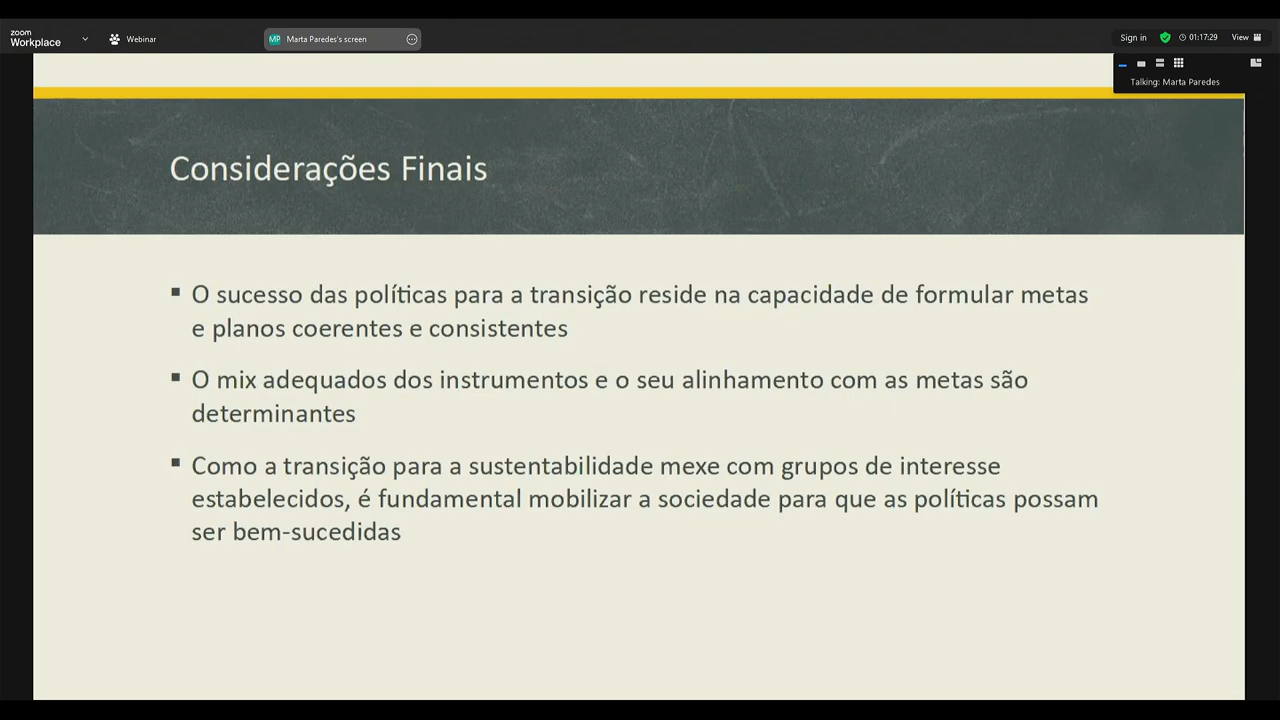 zoom
Workplace
Webinar
MP Marta Paredes's screen
Sign in
01:17:29
View
Talking: Marta Paredes
Considerações Finais
O sucesso das políticas para a transição reside na capacidade de formular metas
e planos coerentes e consistentes
O mix adequados dos instrumentos e o seu alinhamento com as metas são
determinantes
Como a transição para a sustentabilidade mexe com grupos de interesse
estabelecidos, é fundamental mobilizar a sociedade para que as políticas possam
ser bem-sucedidas